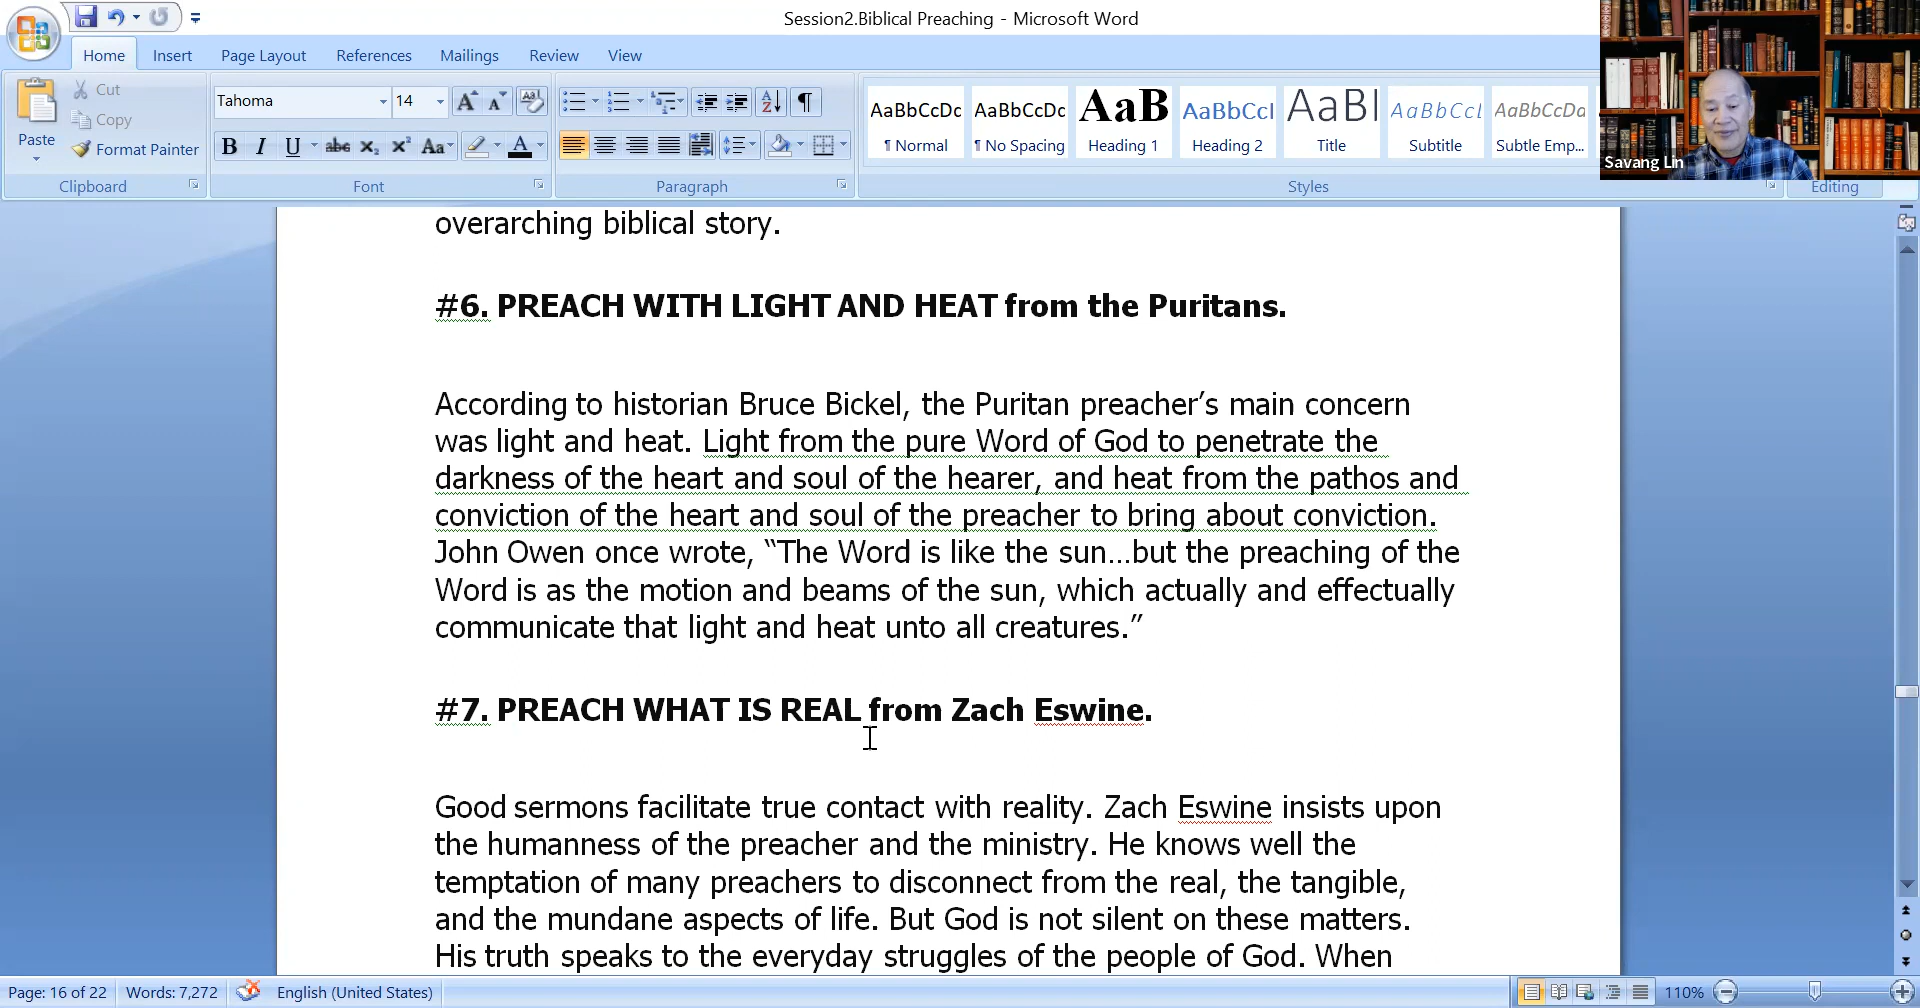 Session2.Biblical Preaching - Microsoft Word
Home Insert Page Layout References Mailings Review View
Paste
Cut
Copy
Format Painter
Clipboard
Tahoma 14
B I U abc X₂ X² Aa A
Font
Paragraph
AaBbCcDc AaBbCcDc AaB AaBbCcI AaBl AaBbCcL AaBbCcDa
¶ Normal ¶ No Spacing Heading 1 Heading 2 Title Subtitle Subtle Emp...
Styles
Editing
Savang Lin
overarching biblical story.
#6. PREACH WITH LIGHT AND HEAT from the Puritans.
According to historian Bruce Bickel, the Puritan preacher’s main concern
was light and heat. Light from the pure Word of God to penetrate the
darkness of the heart and soul of the hearer, and heat from the pathos and
conviction of the heart and soul of the preacher to bring about conviction.
John Owen once wrote, “The Word is like the sun…but the preaching of the
Word is as the motion and beams of the sun, which actually and effectually
communicate that light and heat unto all creatures.”
#7. PREACH WHAT IS REAL from Zach Eswine.
Good sermons facilitate true contact with reality. Zach Eswine insists upon
the humanness of the preacher and the ministry. He knows well the
temptation of many preachers to disconnect from the real, the tangible,
and the mundane aspects of life. But God is not silent on these matters.
His truth speaks to the everyday struggles of the people of God. When
Page: 16 of 22 Words: 7,272 English (United States) 110%